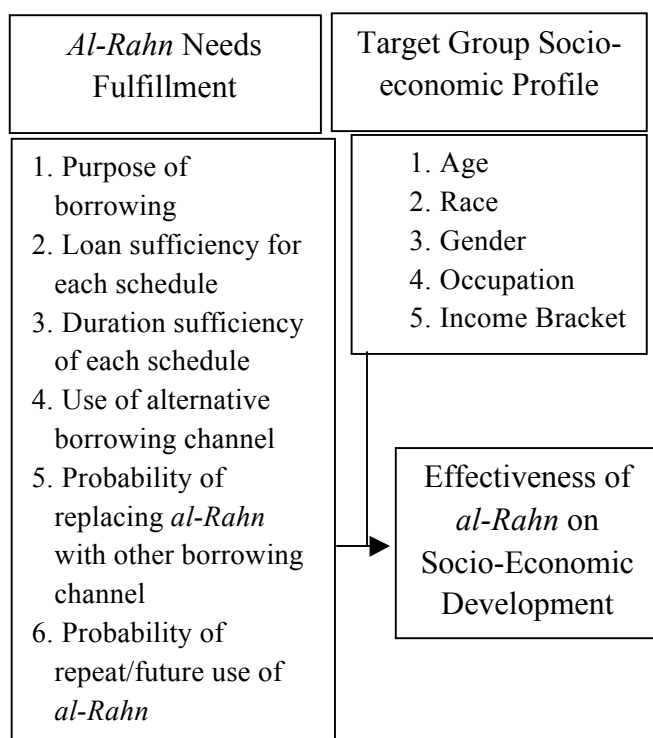 Al-Rahn Needs
Fulfillment
1. Purpose of
borrowing
2. Loan sufficiency for
each schedule
3. Duration sufficiency
of each schedule
4. Use of alternative
borrowing channel
5. Probability of
replacing al-Rahn
with other borrowing
channel
6. Probability of
repeat/future use of
al-Rahn
Target Group Socio-
economic Profile
1. Age
2. Race
3. Gender
4. Occupation
5. Income Bracket
Effectiveness of
al-Rahn on
Socio-Economic
Development